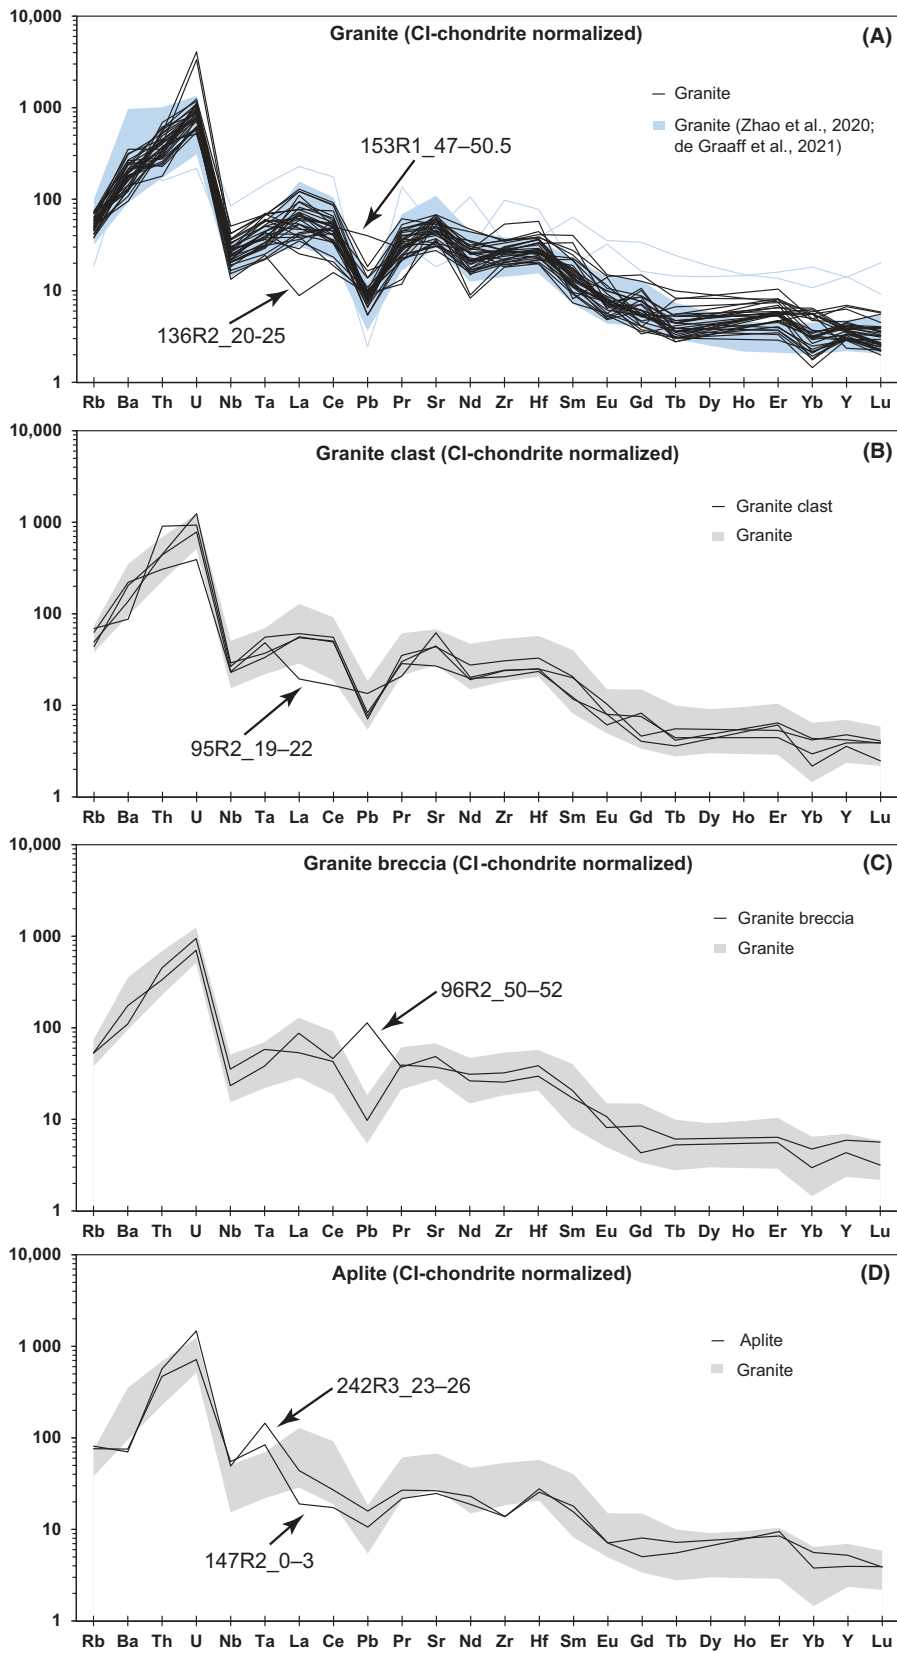 Granite (CI-chondrite normalized)
(A)
10,000
1 000
100
10
1
Granite
Granite (Zhao et al., 2020;
de Graaff et al., 2021)
153R1_47–50.5
136R2_20-25
Rb Ba Th U Nb Ta La Ce Pb Pr Sr Nd Zr Hf Sm Eu Gd Tb Dy Ho Er Yb Y Lu
Granite clast (CI-chondrite normalized)
(B)
10,000
1 000
100
10
1
Granite clast
Granite
95R2_19–22
Rb Ba Th U Nb Ta La Ce Pb Pr Sr Nd Zr Hf Sm Eu Gd Tb Dy Ho Er Yb Y Lu
Granite breccia (CI-chondrite normalized)
(C)
10,000
1 000
100
10
1
Granite breccia
Granite
96R2_50–52
Rb Ba Th U Nb Ta La Ce Pb Pr Sr Nd Zr Hf Sm Eu Gd Tb Dy Ho Er Yb Y Lu
Aplite (CI-chondrite normalized)
(D)
10,000
1 000
100
10
1
Aplite
Granite
242R3_23–26
147R2_0–3
Rb Ba Th U Nb Ta La Ce Pb Pr Sr Nd Zr Hf Sm Eu Gd Tb Dy Ho Er Yb Y Lu